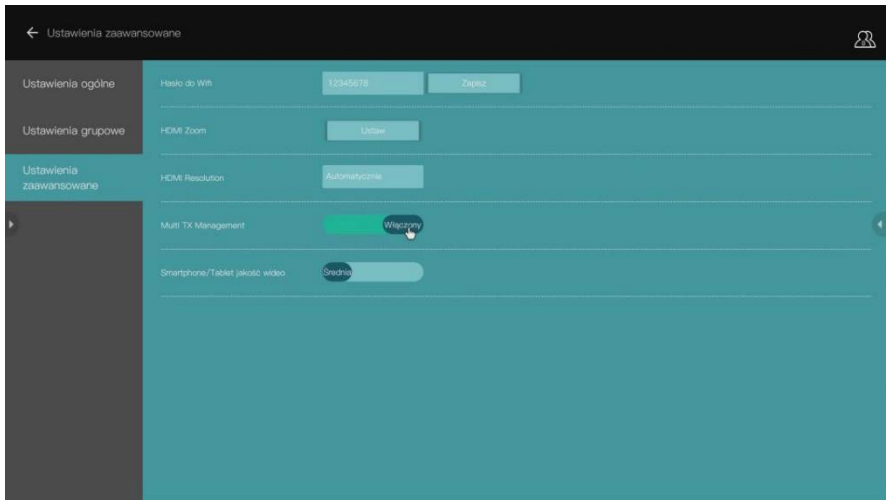 Ustawienia zaawansowane
Ustawienia ogólne
Hasło do Wifi
12345678
Zapisz
Ustawienia grupowe
HDMI Zoom
Ustaw
Ustawienia
zaawansowane
HDMI Resolution
Automatycznie
Multi TX Management
Włączony
Smartphone/Tablet jakość wideo
Średnia